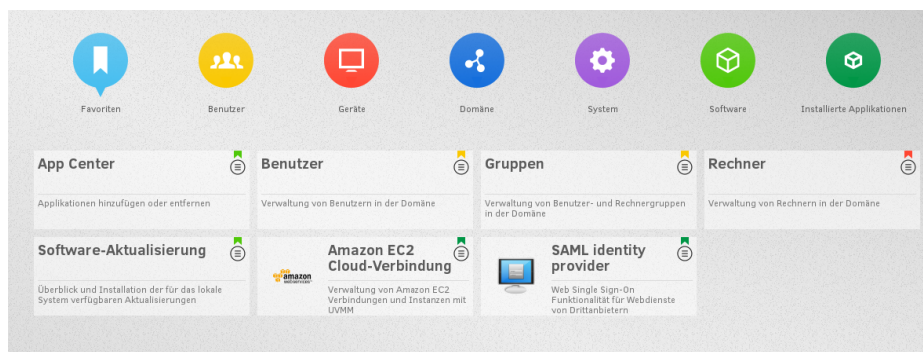 Favoriten
Benutzer
Geräte
Domäne
System
Software
Installierte Applikationen
App Center
Applikationen hinzufügen oder entfernen
Benutzer
Verwaltung von Benutzern in der Domäne
Gruppen
Verwaltung von Benutzer- und Rechnergruppen
in der Domäne
Rechner
Verwaltung von Rechnern in der Domäne
Software-Aktualisierung
Überblick und Installation der für das lokale
System verfügbaren Aktualisierungen
amazon
webservices
Amazon EC2
Cloud-Verbindung
Verwaltung von Amazon EC2
Verbindungen und Instanzen mit
UVMM
SAML identity
provider
Web Single Sign-On
Funktionalität für Webdienste
von Drittanbietern